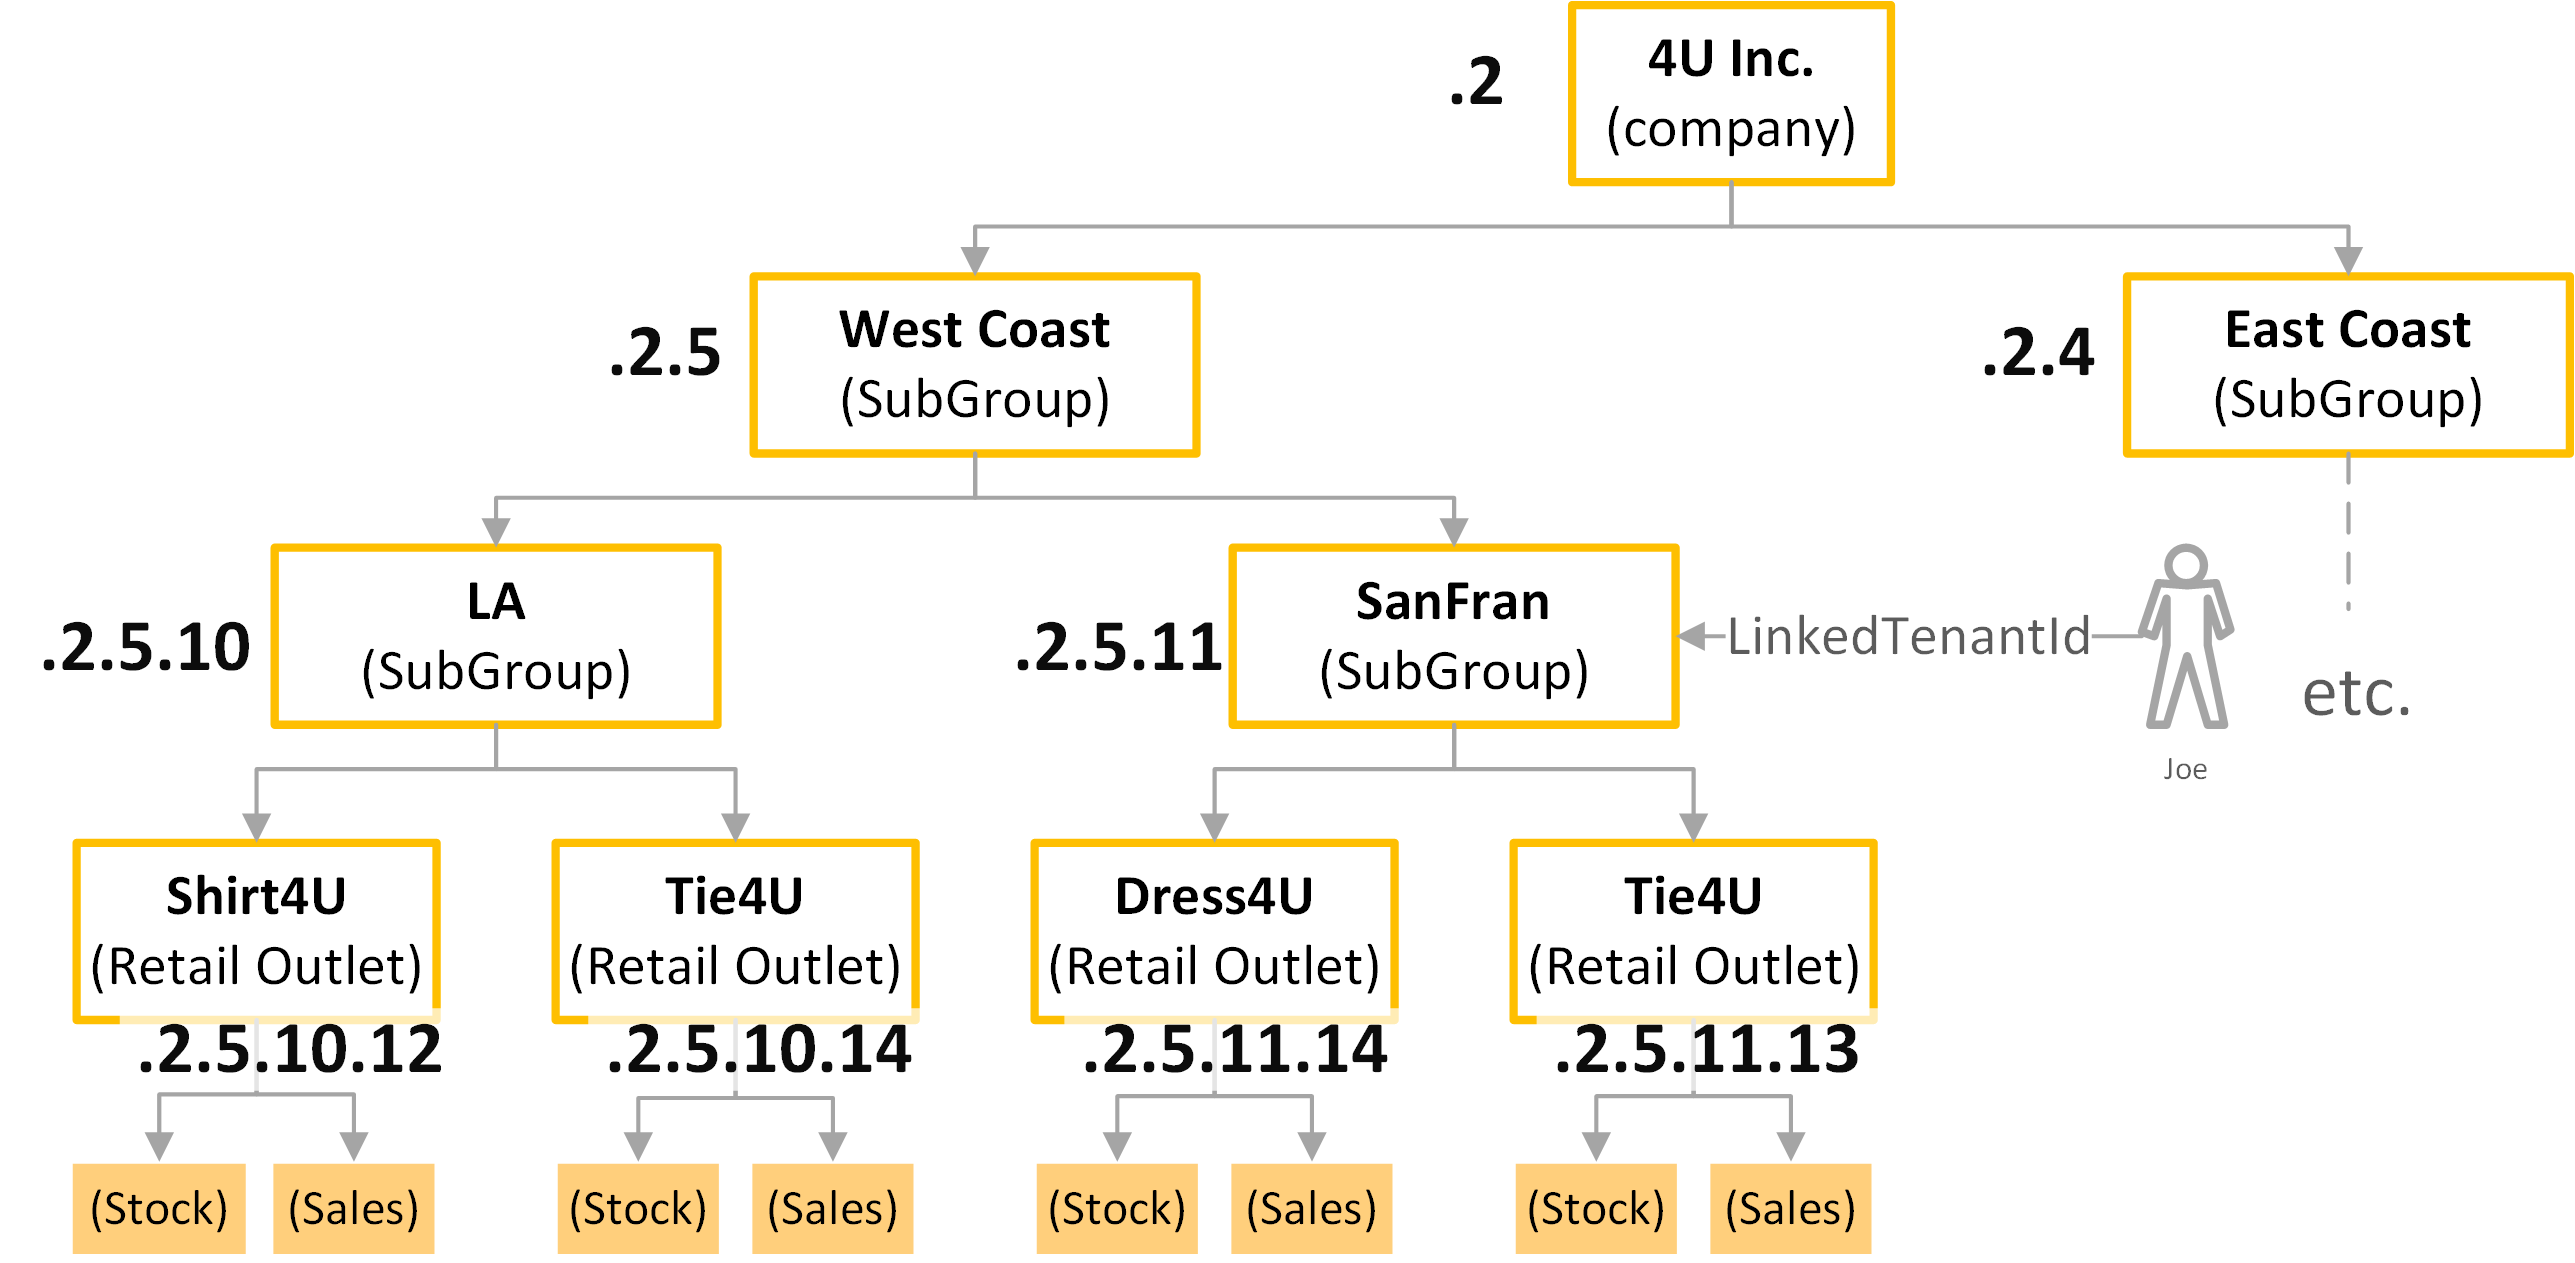 4U Inc.
(company)
.2
West Coast
(SubGroup)
.2.5
East Coast
(SubGroup)
.2.4
LA
(SubGroup)
.2.5.10
SanFran
(SubGroup)
.2.5.11
LinkedTenantId
Joe
etc.
Shirt4U
(Retail Outlet)
.2.5.10.12
Tie4U
(Retail Outlet)
.2.5.10.14
Dress4U
(Retail Outlet)
.2.5.11.14
Tie4U
(Retail Outlet)
.2.5.11.13
(Stock)
(Sales)
(Stock)
(Sales)
(Stock)
(Sales)
(Stock)
(Sales)